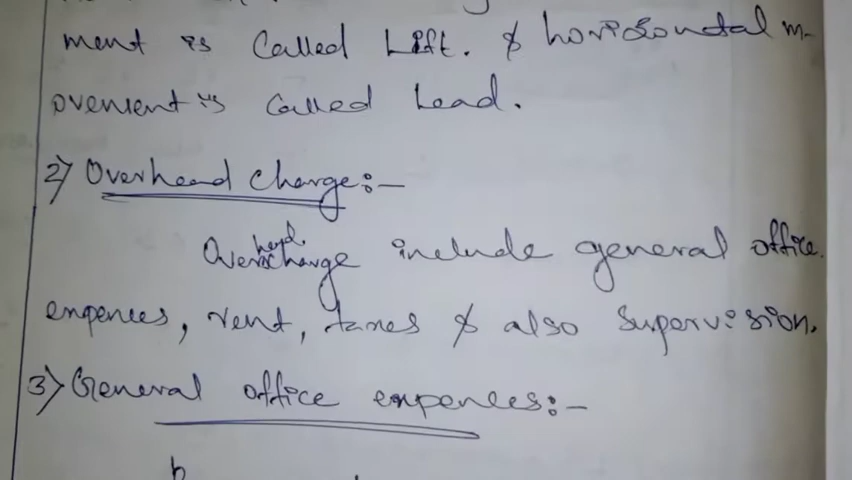 ment is Called Lift. & horizontal m-
ovement is Called Lead.
2) Overhead Charge:-
Overhead charge include general office
expences, rent, taxes & also Supervision.
3) General office expences:-